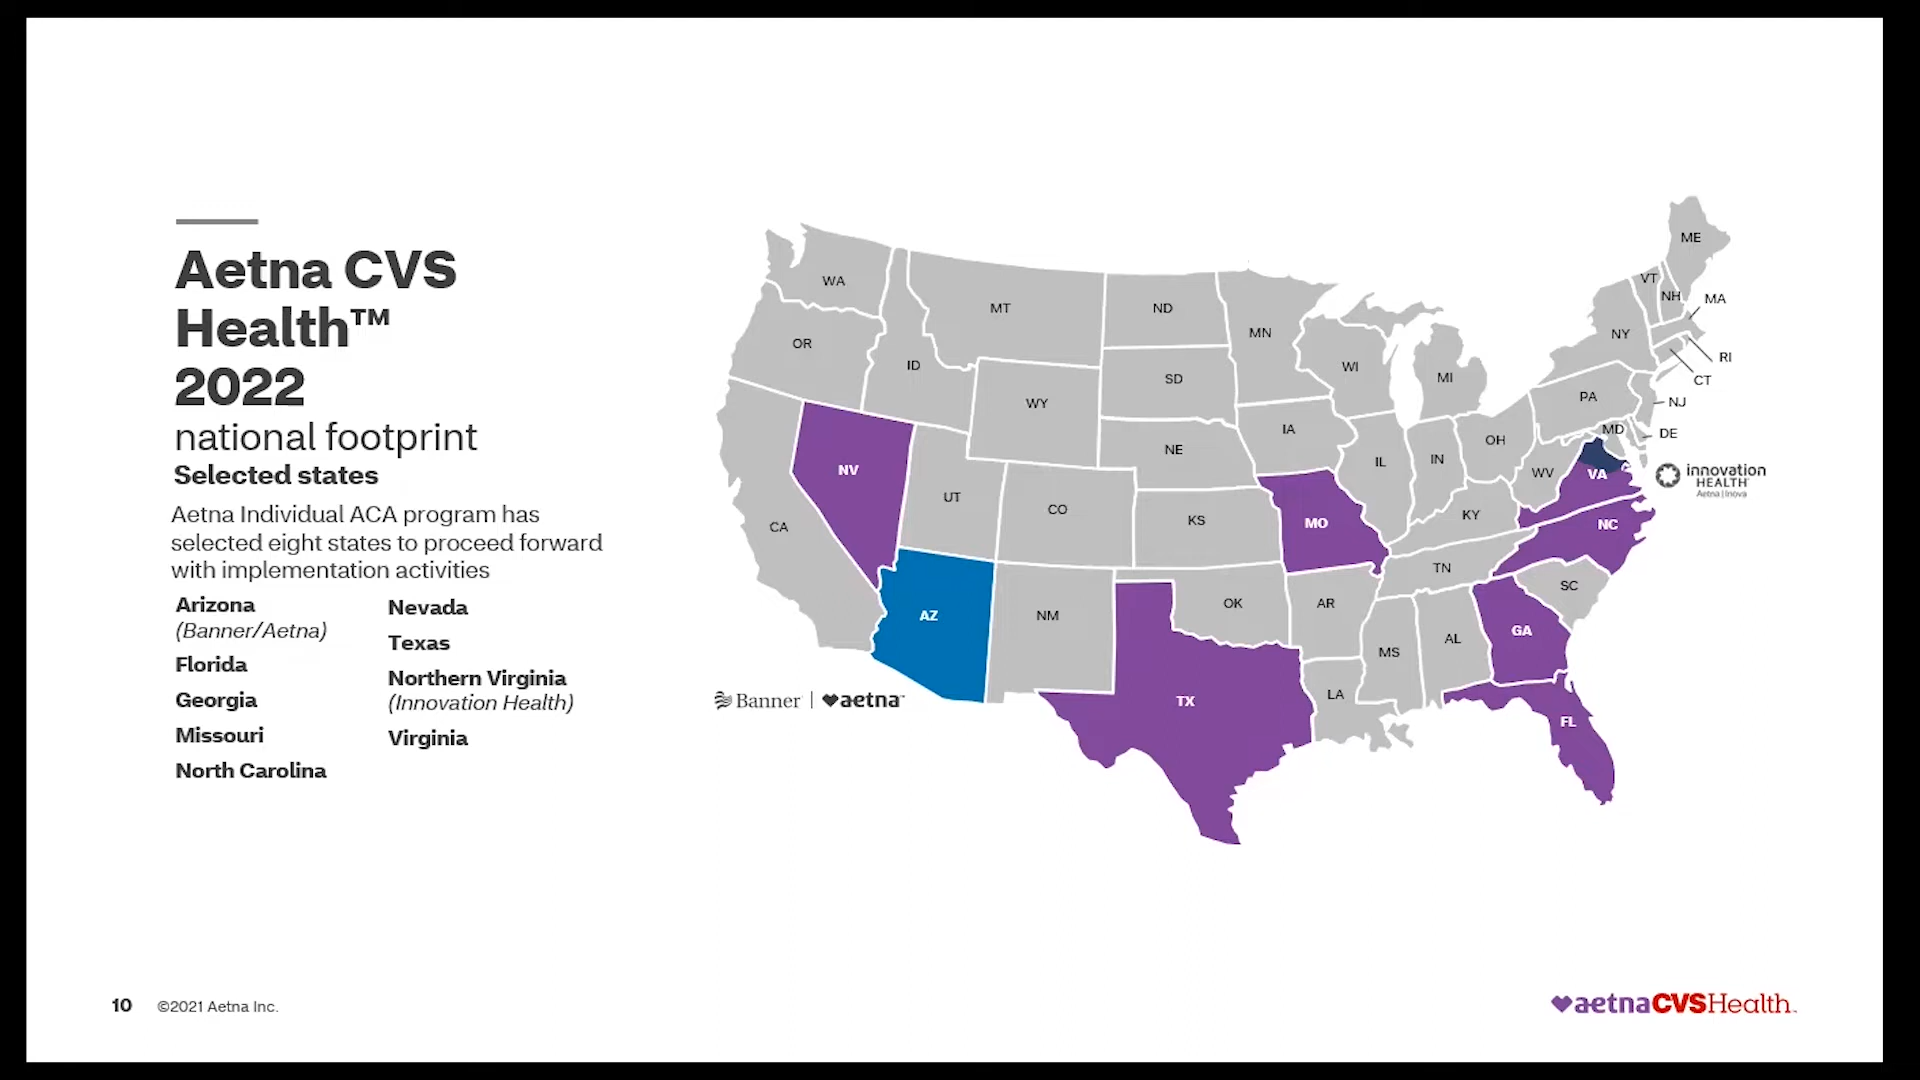 Aetna CVS
Health™
2022
national footprint
Selected states
Aetna Individual ACA program has
selected eight states to proceed forward
with implementation activities
Arizona
(Banner/Aetna)
Florida
Georgia
Missouri
North Carolina
Nevada
Texas
Northern Virginia
(Innovation Health)
Virginia
WA
OR
CA
NV
ID
MT
WY
UT
AZ
CO
NM
ND
SD
NE
KS
OK
TX
MN
IA
MO
AR
LA
WI
IL
MI
IN
OH
KY
TN
MS
AL
GA
FL
SC
NC
VA
WV
PA
NY
VT
NH
ME
MA
RI
CT
NJ
DE
MD
Banner | aetna™
innovation
HEALTH
Aetna | Inova
10 ©2021 Aetna Inc.
aetna CVSHealth.